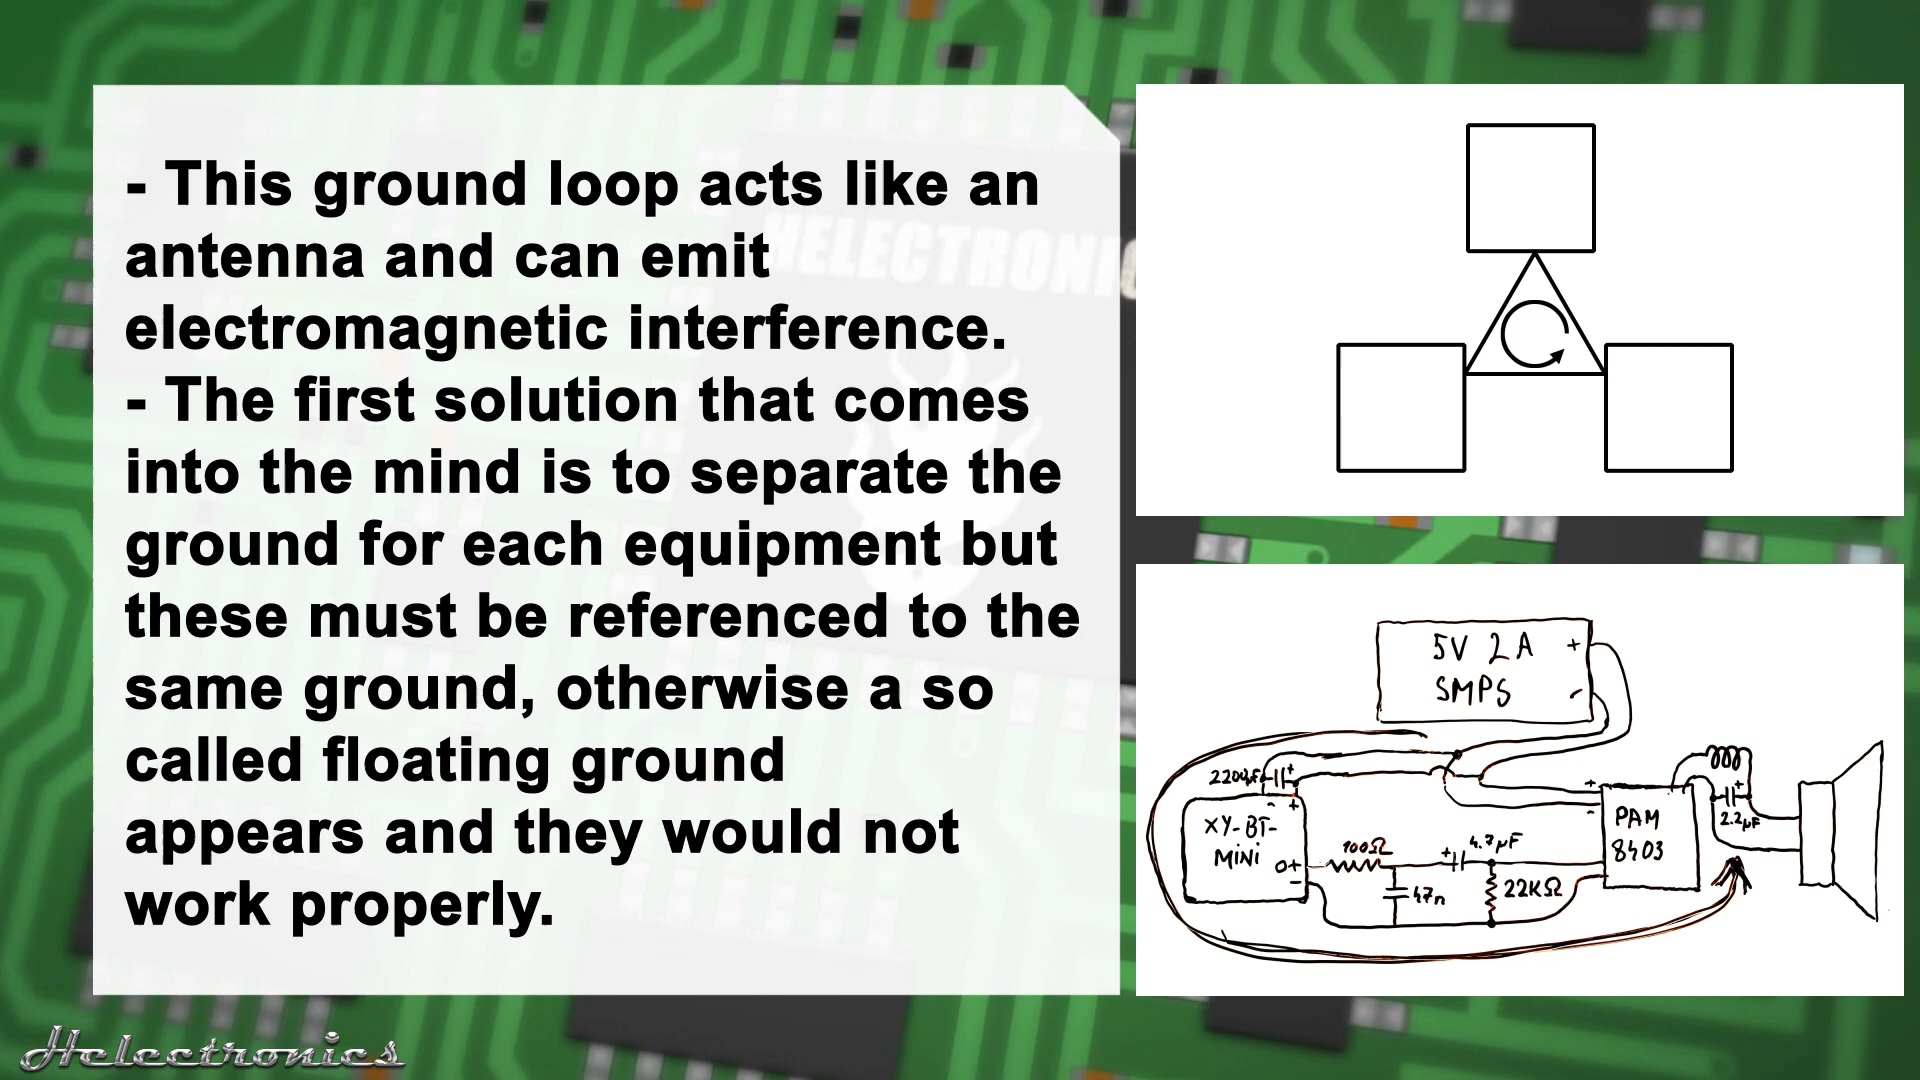 - This ground loop acts like an
antenna and can emit
electromagnetic interference.
- The first solution that comes
into the mind is to separate the
ground for each equipment but
these must be referenced to the
same ground, otherwise a so
called floating ground
appears and they would not
work properly.
HELECTRONIC
5V 2A +
SMPS -
2200µF +
- +
XY-BT-
MiNi
0+
-
100Ω
47n
+ 4.7µF
22KΩ
+
-
PAM
8403
+
2.2µF
Helectronics